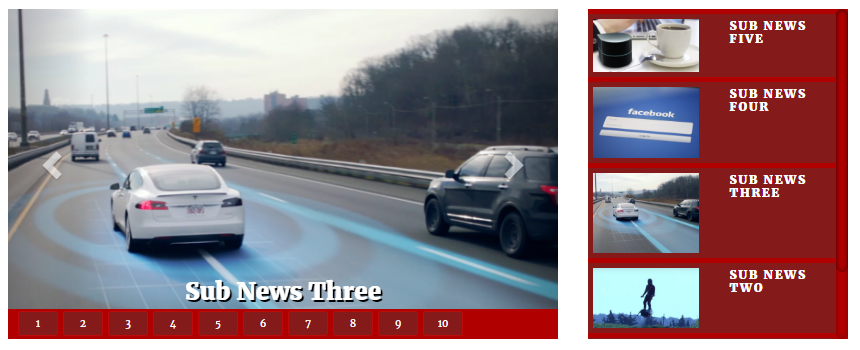 Sub News Three
1 2 3 4 5 6 7 8 9 10
SUB NEWS
FIVE
facebook
SUB NEWS
FOUR
SUB NEWS
THREE
SUB NEWS
TWO